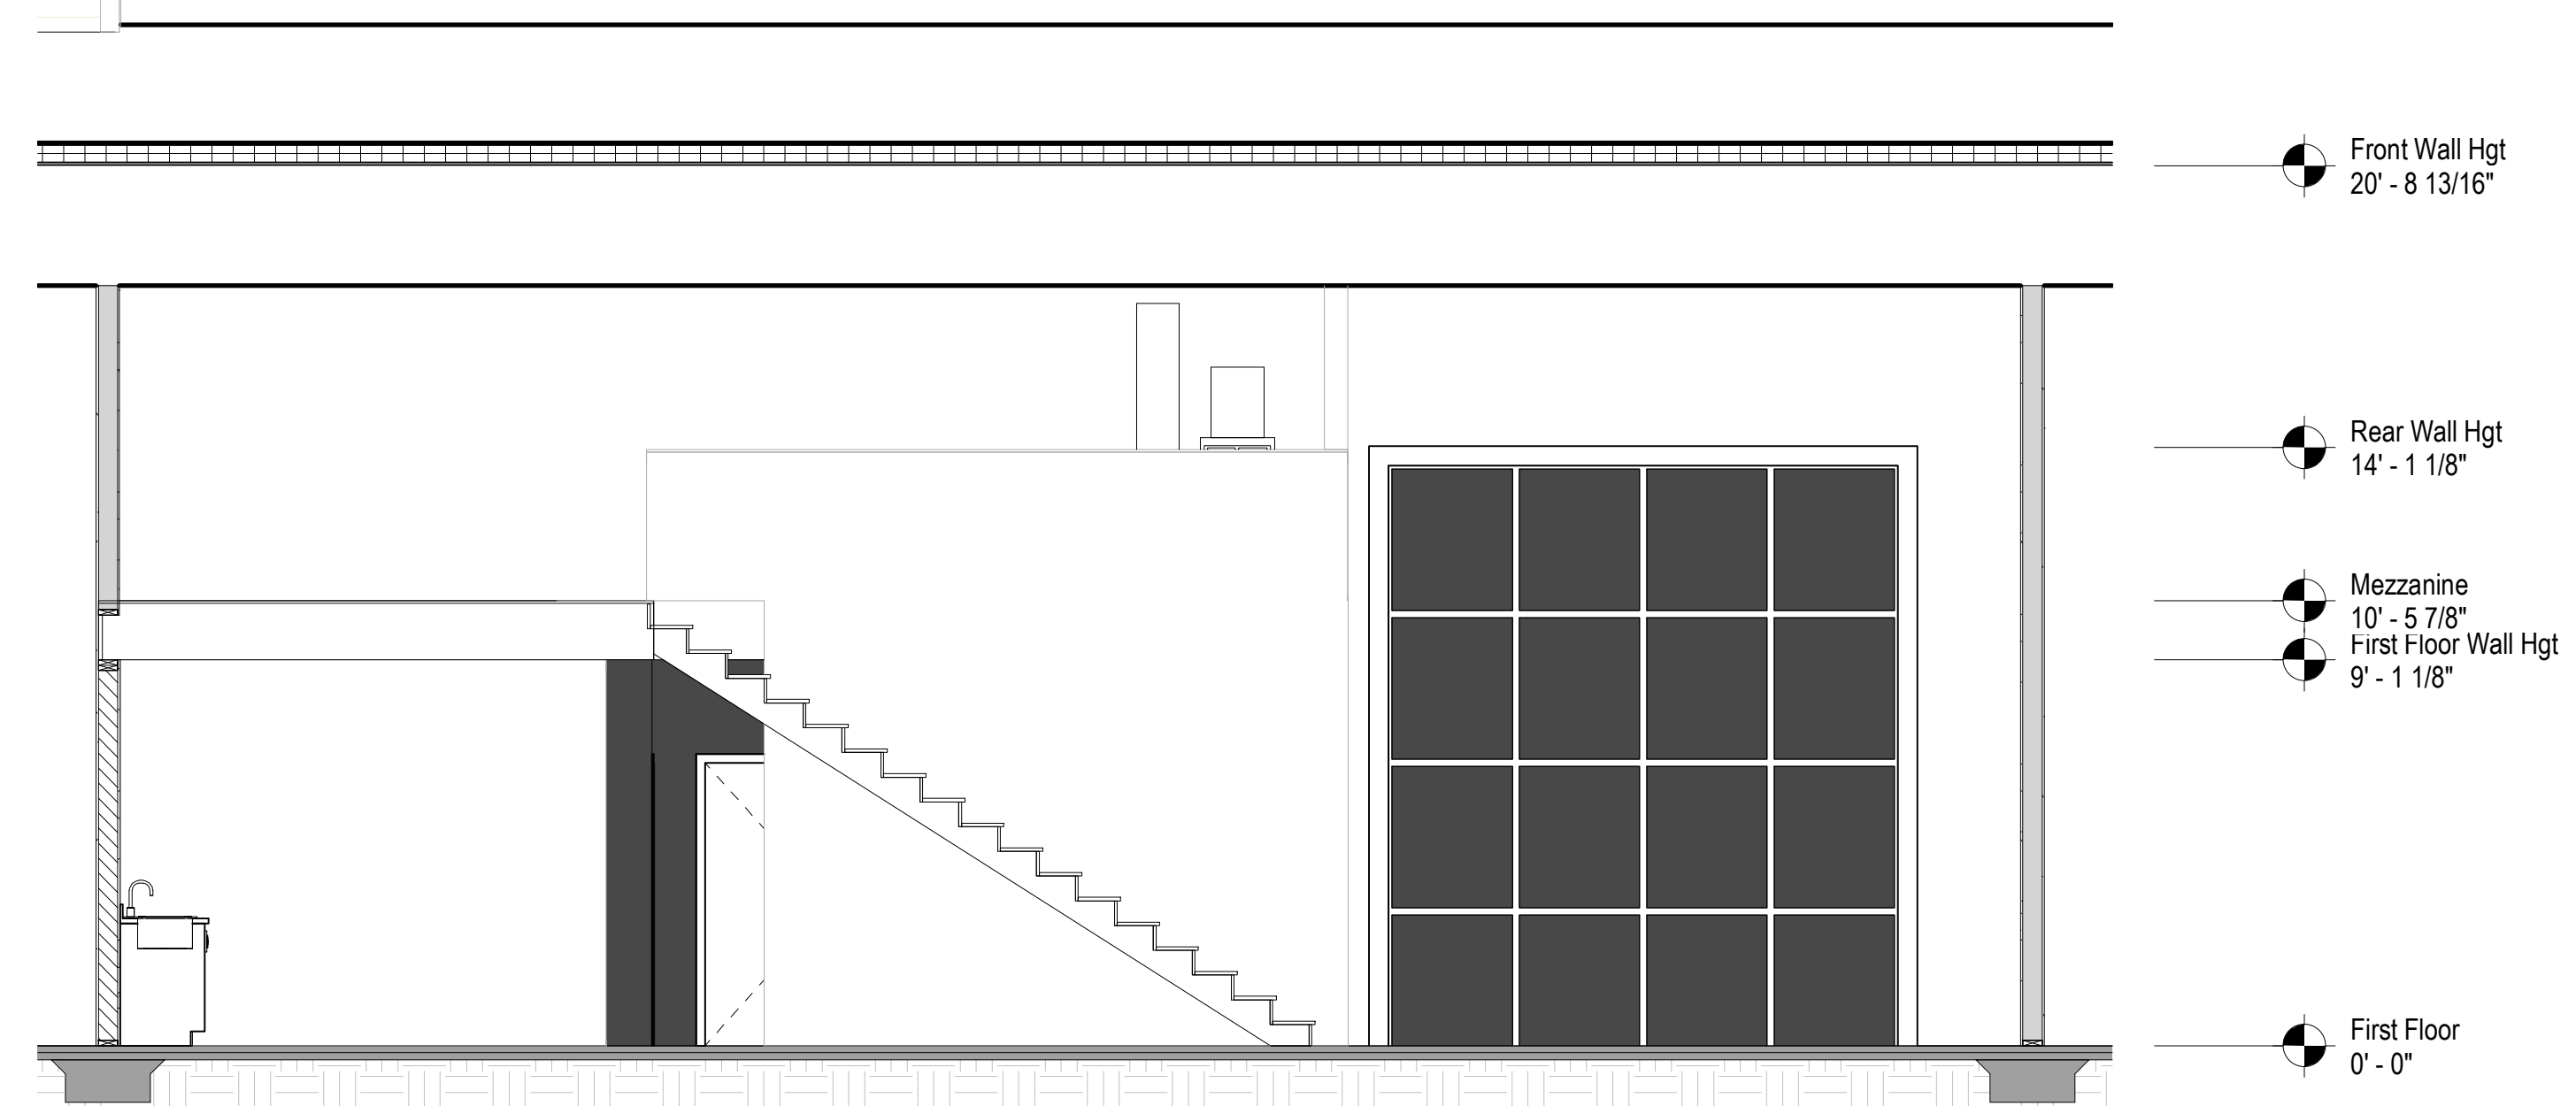 Front Wall Hgt
20' - 8 13/16"
Rear Wall Hgt
14' - 1 1/8"
Mezzanine
10' - 5 7/8"
First Floor Wall Hgt
9' - 1 1/8"
First Floor
0' - 0"